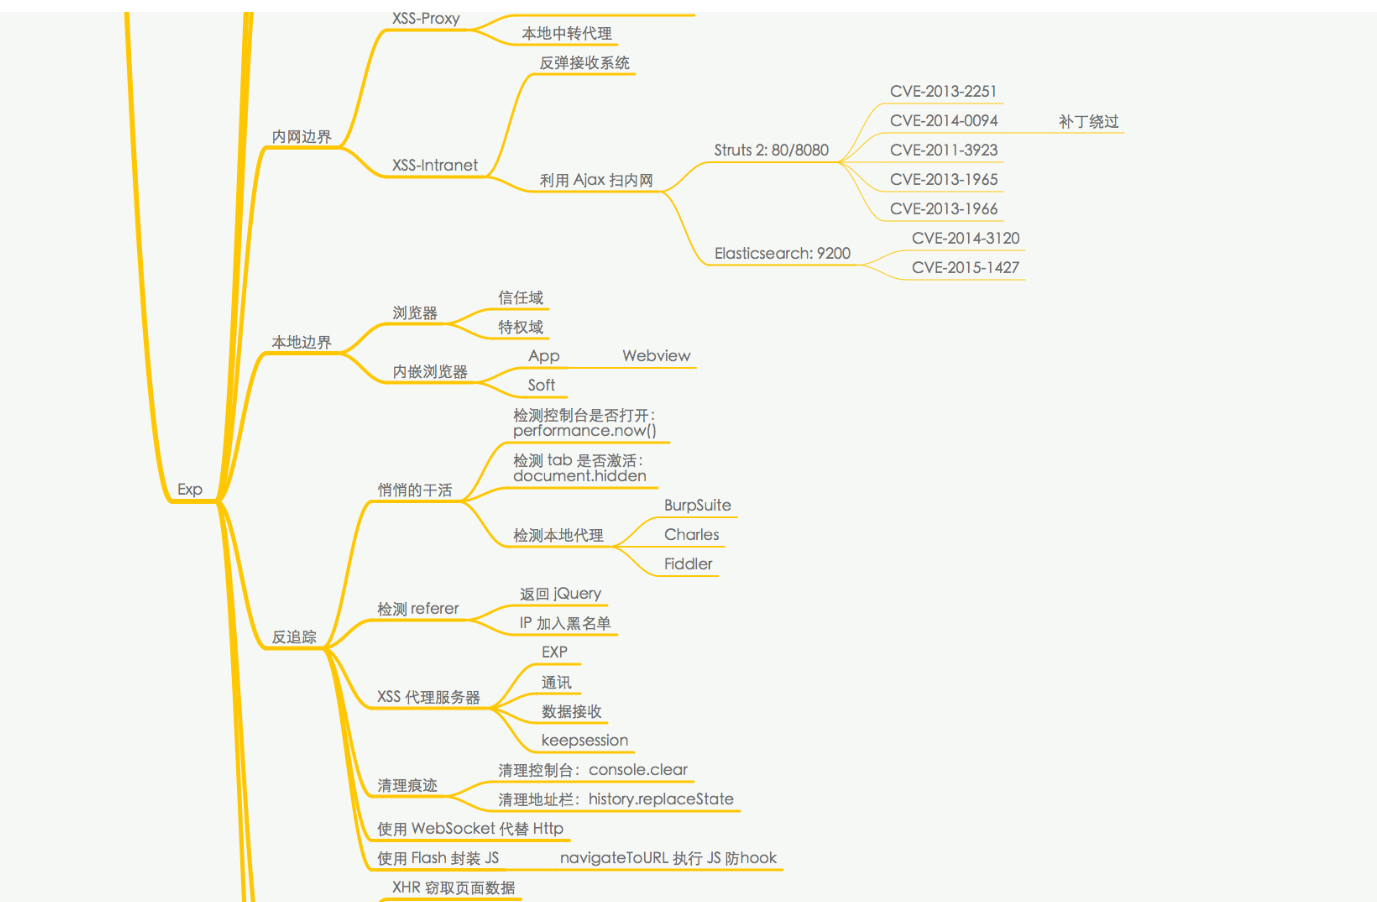 XSS-Proxy
本地中转代理
反弹接收系统
内网边界
XSS-Intranet
利用 Ajax 扫内网
Struts 2: 80/8080
CVE-2013-2251
CVE-2014-0094
补丁绕过
CVE-2011-3923
CVE-2013-1965
CVE-2013-1966
Elasticsearch: 9200
CVE-2014-3120
CVE-2015-1427
本地边界
浏览器
信任域
特权域
内嵌浏览器
App
Webview
Soft
Exp
反追踪
悄悄的干活
检测控制台是否打开:
performance.now()
检测 tab 是否激活:
document.hidden
检测本地代理
BurpSuite
Charles
Fiddler
检测 referer
返回 jQuery
IP 加入黑名单
XSS 代理服务器
EXP
通讯
数据接收
keepsession
清理痕迹
清理控制台: console.clear
清理地址栏: history.replaceState
使用 WebSocket 代替 Http
使用 Flash 封装 JS
navigateToURL 执行 JS 防hook
XHR 窃取页面数据